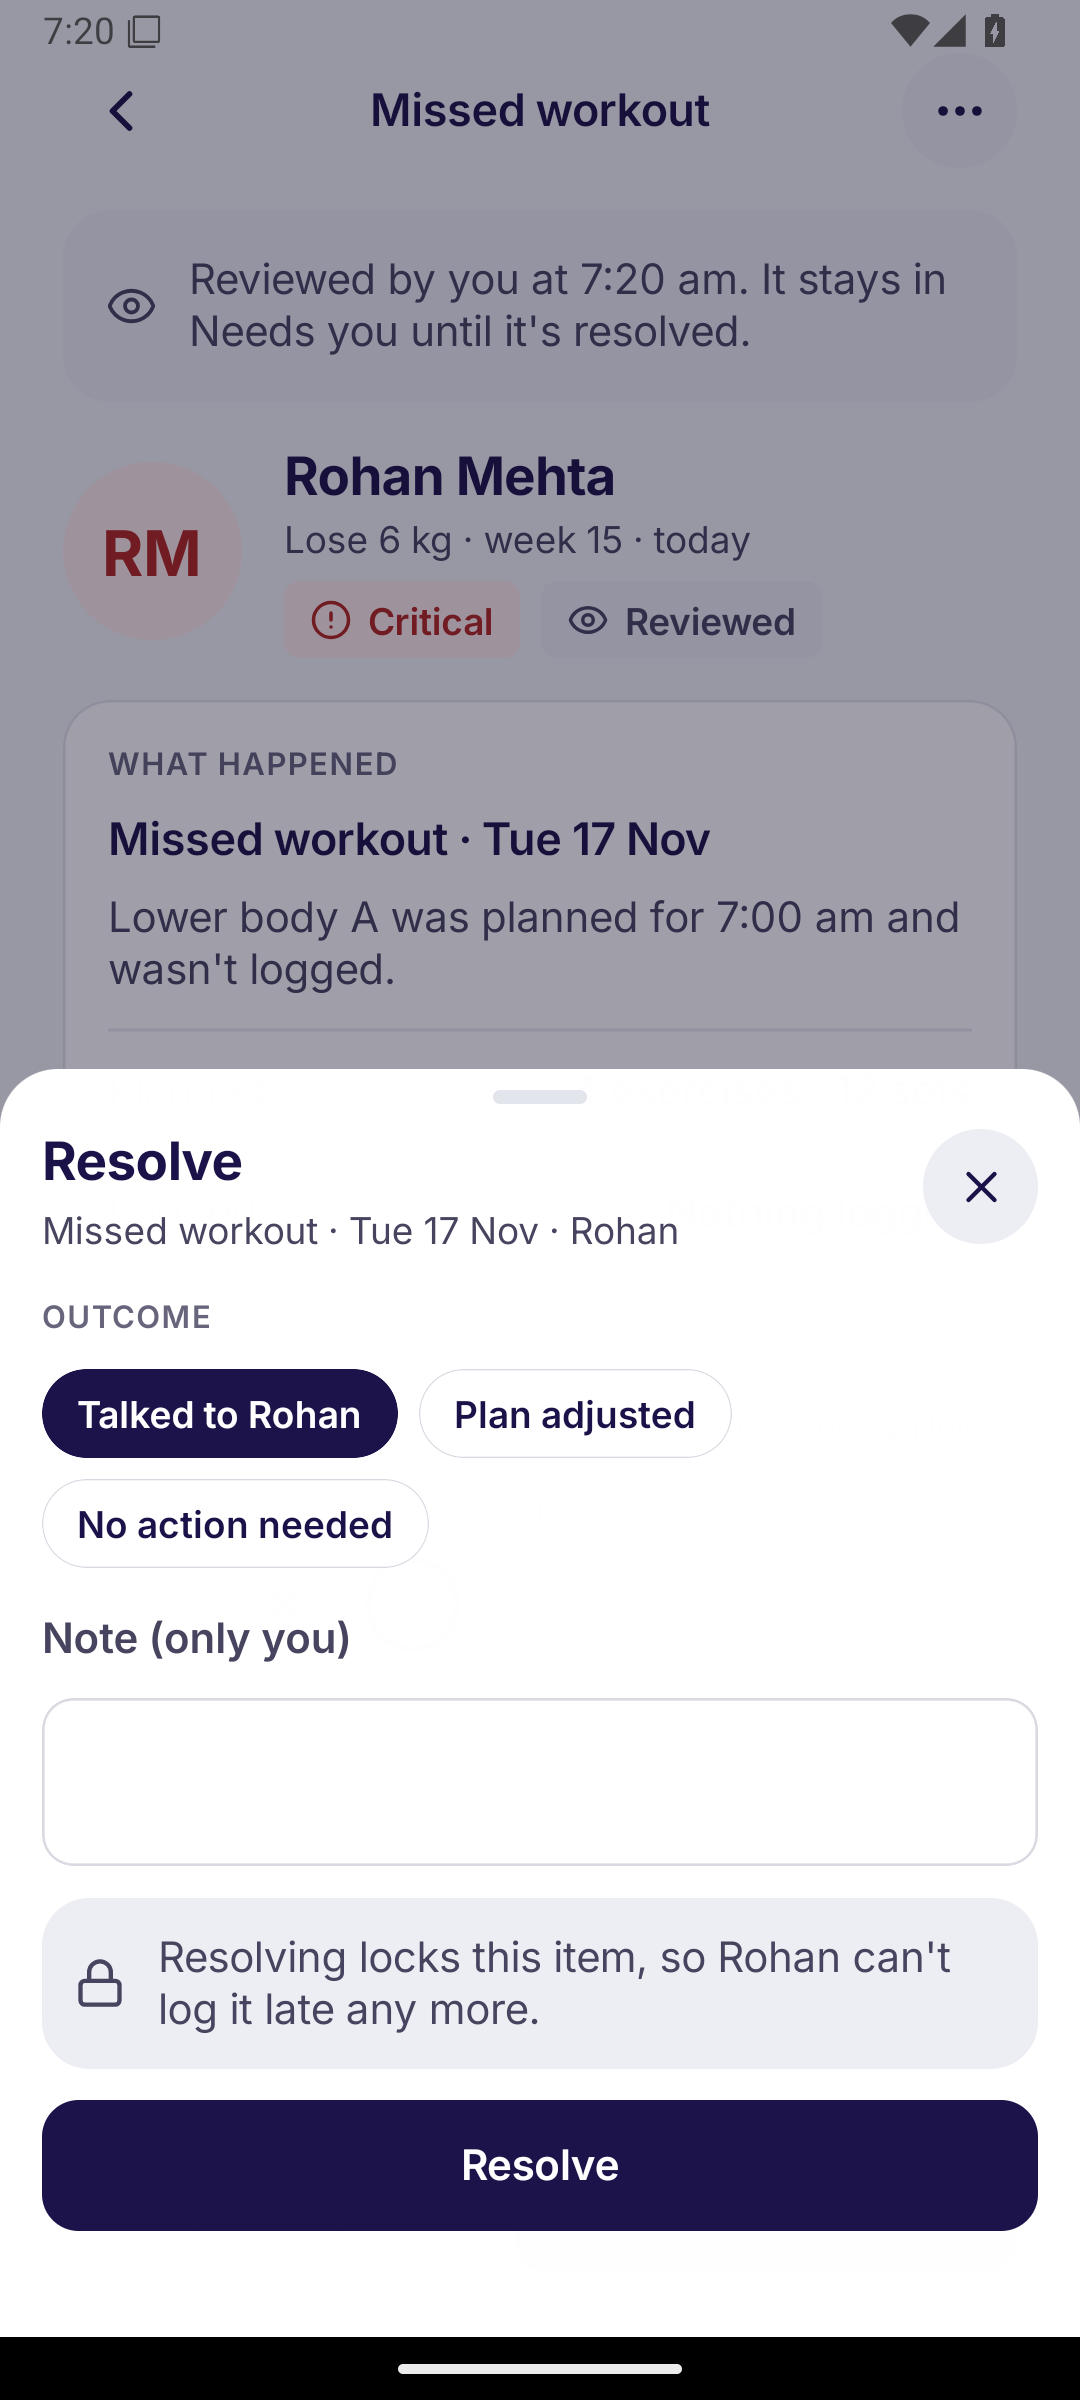 7:20
Missed workout
Reviewed by you at 7:20 am. It stays in
Needs you until it's resolved.
RM
Rohan Mehta
Lose 6 kg · week 15 · today
Critical
Reviewed
WHAT HAPPENED
Missed workout · Tue 17 Nov
Lower body A was planned for 7:00 am and
wasn't logged.
Resolve
Missed workout · Tue 17 Nov · Rohan
OUTCOME
Talked to Rohan
Plan adjusted
No action needed
Note (only you)
Resolving locks this item, so Rohan can't
log it late any more.
Resolve